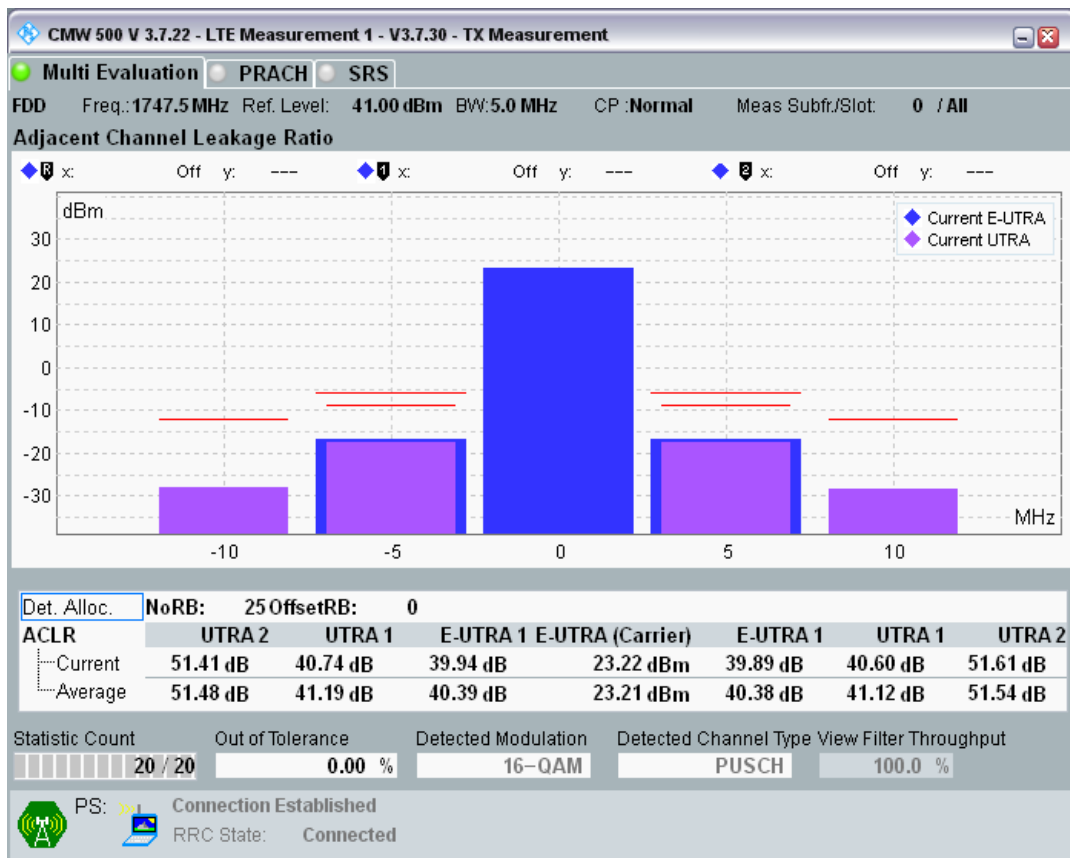 CMW 500 V 3.7.22 - LTE Measurement 1 - V3.7.30 - TX Measurement
Multi Evaluation PRACH SRS
FDD Freq.: 1747.5 MHz Ref. Level: 41.00 dBm BW: 5.0 MHz CP : Normal Meas Subfr./Slot: 0 / All
Adjacent Channel Leakage Ratio
R x: Off y: --- 1 x: Off y: --- 2 x: Off y: ---
dBm
Current E-UTRA
Current UTRA
30
20
10
0
-10
-20
-30
MHz
-10 -5 0 5 10
Det. Alloc. NoRB: 25 OffsetRB: 0
ACLR UTRA 2 UTRA 1 E-UTRA 1 E-UTRA (Carrier) E-UTRA 1 UTRA 1 UTRA 2
Current 51.41 dB 40.74 dB 39.94 dB 23.22 dBm 39.89 dB 40.60 dB 51.61 dB
Average 51.48 dB 41.19 dB 40.39 dB 23.21 dBm 40.38 dB 41.12 dB 51.54 dB
Statistic Count Out of Tolerance Detected Modulation Detected Channel Type View Filter Throughput
20 / 20 0.00 % 16-QAM PUSCH 100.0 %
PS: Connection Established
RRC State: Connected